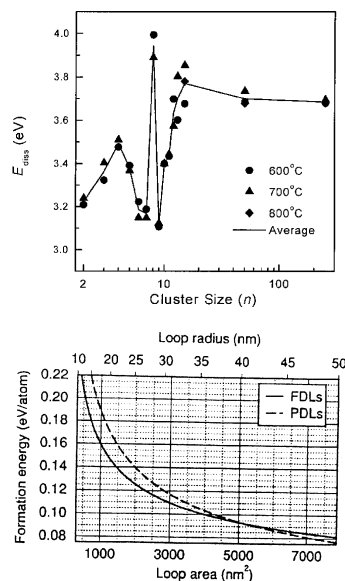 4.0
3.8
3.6
3.4
3.2
3.0
E_diss (eV)
600°C
700°C
800°C
Average
2 10 100
Cluster Size (n)
Loop radius (nm)
10 15 20 25 30 35 40 45 50
Formation energy (eV/atom)
0.22
0.20
0.18
0.16
0.14
0.12
0.10
0.08
FDLs
PDLs
1000 3000 5000 7000
Loop area (nm²)